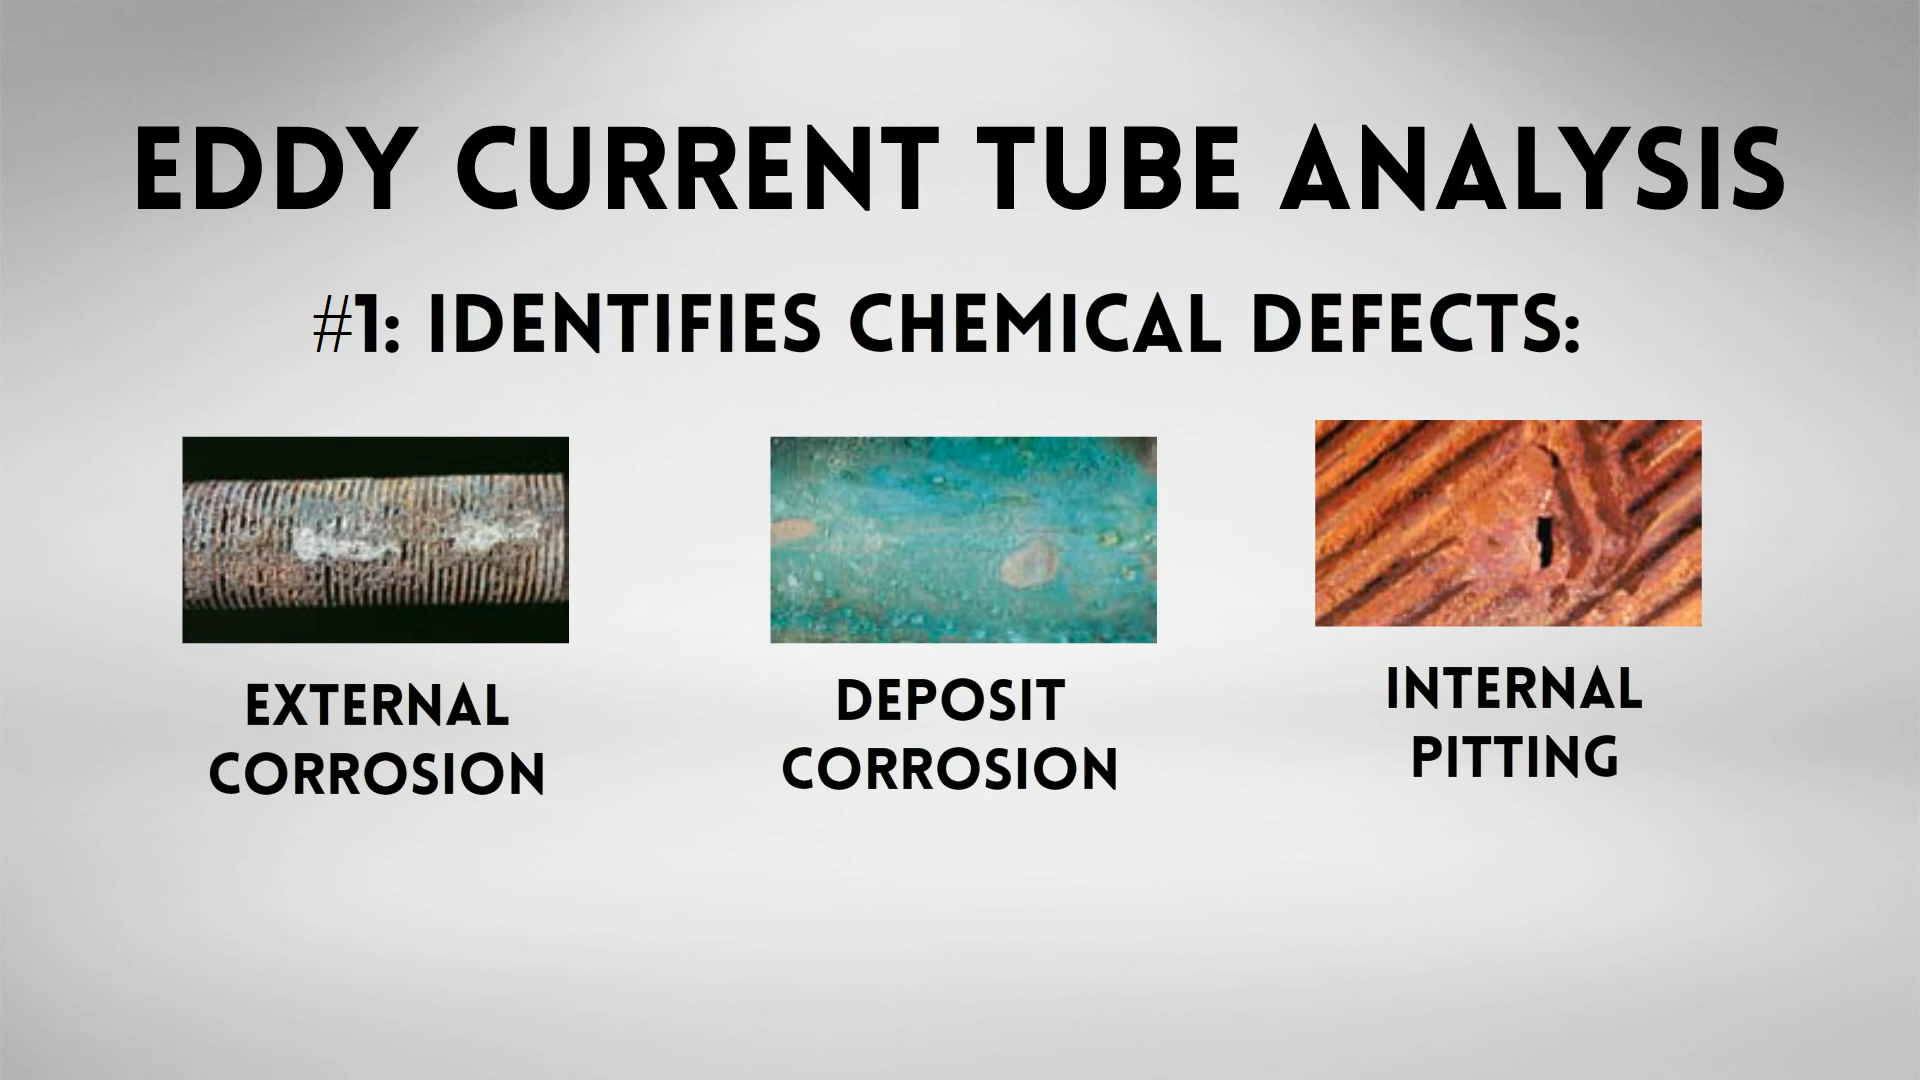 EDDY CURRENT TUBE ANALYSIS
#1: IDENTIFIES CHEMICAL DEFECTS:
EXTERNAL
CORROSION
DEPOSIT
CORROSION
INTERNAL
PITTING